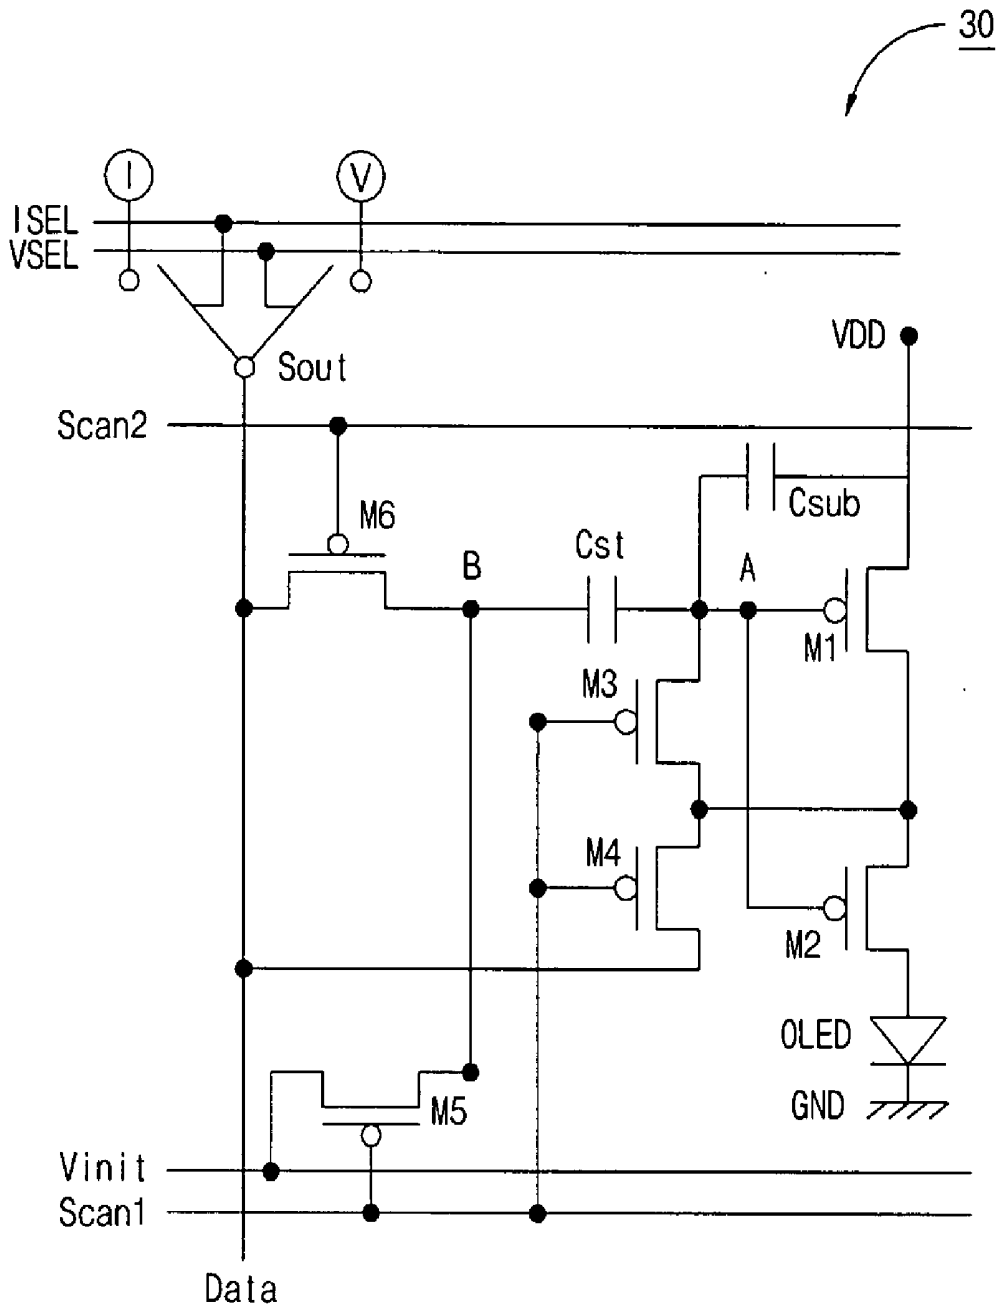 30
I
V
ISEL
VSEL
VDD
Sout
Scan2
Csub
M6
Cst
B
A
M1
M3
M4
M2
OLED
M5
GND
Vinit
Scan1
Data